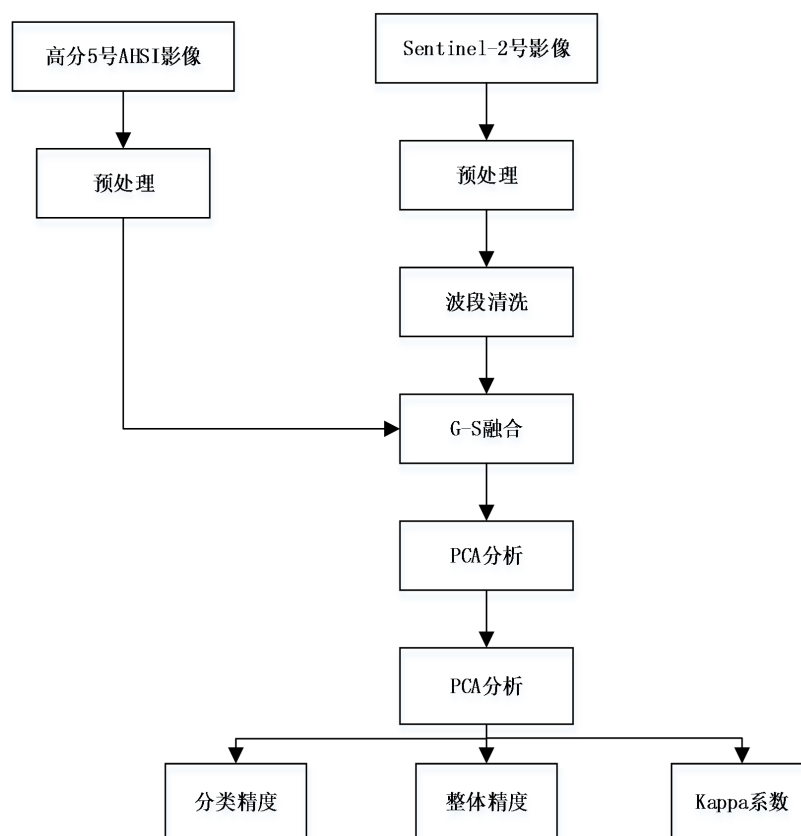 高分5号AHSI影像
Sentinel-2号影像
预处理
预处理
波段清洗
G-S融合
PCA分析
PCA分析
分类精度
整体精度
Kappa系数